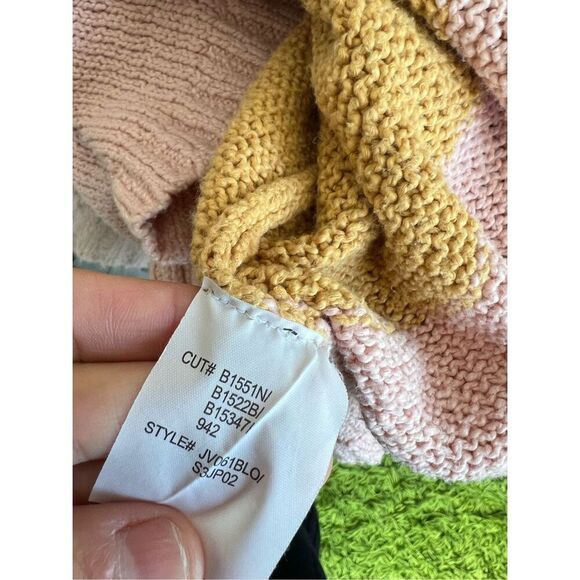 CUT# B1551N/
B1522B/
B15347/
942
STYLE# JV061BLO/
S3JP02